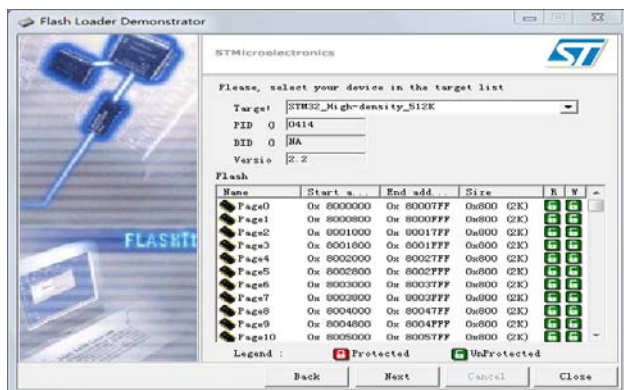 Flash Loader Demonstrator
STMicroelectronics
ST
Please, select your device in the target list
Target STM32_High-density_512K
PID () 0414
BID () NA
Versio 2.2
Flash
Name Start a... End add... Size R W
Page0 0x 8000000 0x 80007FF 0x800 (2K)
Page1 0x 8000800 0x 8000FFF 0x800 (2K)
Page2 0x 8001000 0x 80017FF 0x800 (2K)
Page3 0x 8001800 0x 8001FFF 0x800 (2K)
Page4 0x 8002000 0x 80027FF 0x800 (2K)
Page5 0x 8002800 0x 8002FFF 0x800 (2K)
Page6 0x 8003000 0x 80037FF 0x800 (2K)
Page7 0x 8003800 0x 8003FFF 0x800 (2K)
Page8 0x 8004000 0x 80047FF 0x800 (2K)
Page9 0x 8004800 0x 8004FFF 0x800 (2K)
Page10 0x 8005000 0x 80057FF 0x800 (2K)
Legend : Protected UnProtected
Back Next Cancel Close